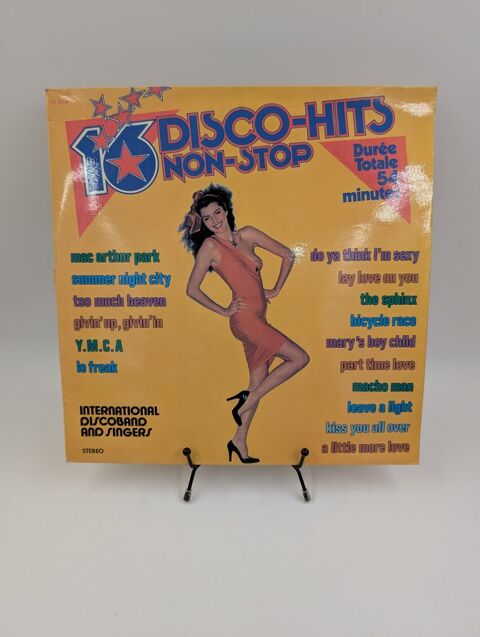 16 DISCO-HITS
NON-STOP
Durée
Totale
54
minutes
mac arthur park
summer night city
too much heaven
givin'up, givin'in
Y.M.C.A
le freak
do ya think I'm sexy
lay love on you
the sphinx
bicycle race
mary's boy child
part time love
macho man
leave a light
kiss you all over
a little more love
INTERNATIONAL
DISCOBAND
AND SINGERS
STEREO